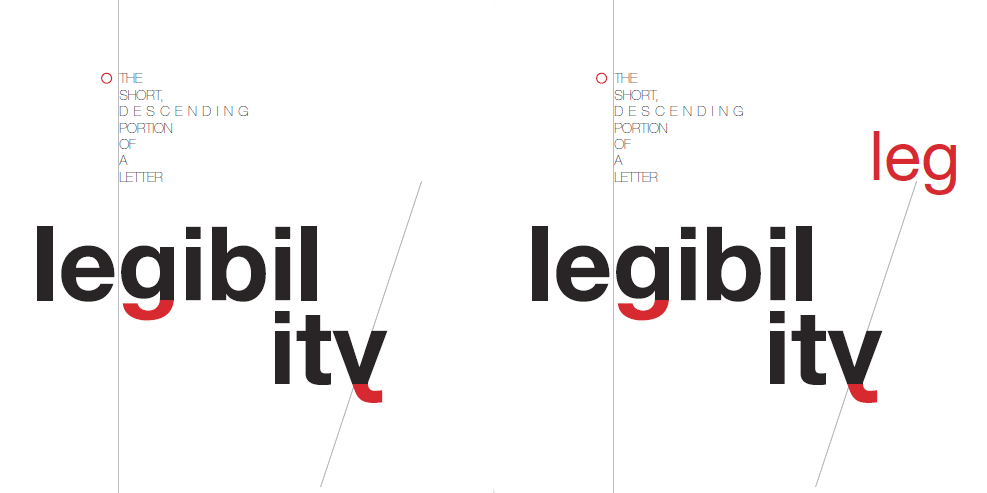 THE
SHORT,
DESCENDING
PORTION
OF
A
LETTER
legibil
ity
THE
SHORT,
DESCENDING
PORTION
OF
A
LETTER
leg
legibil
ity